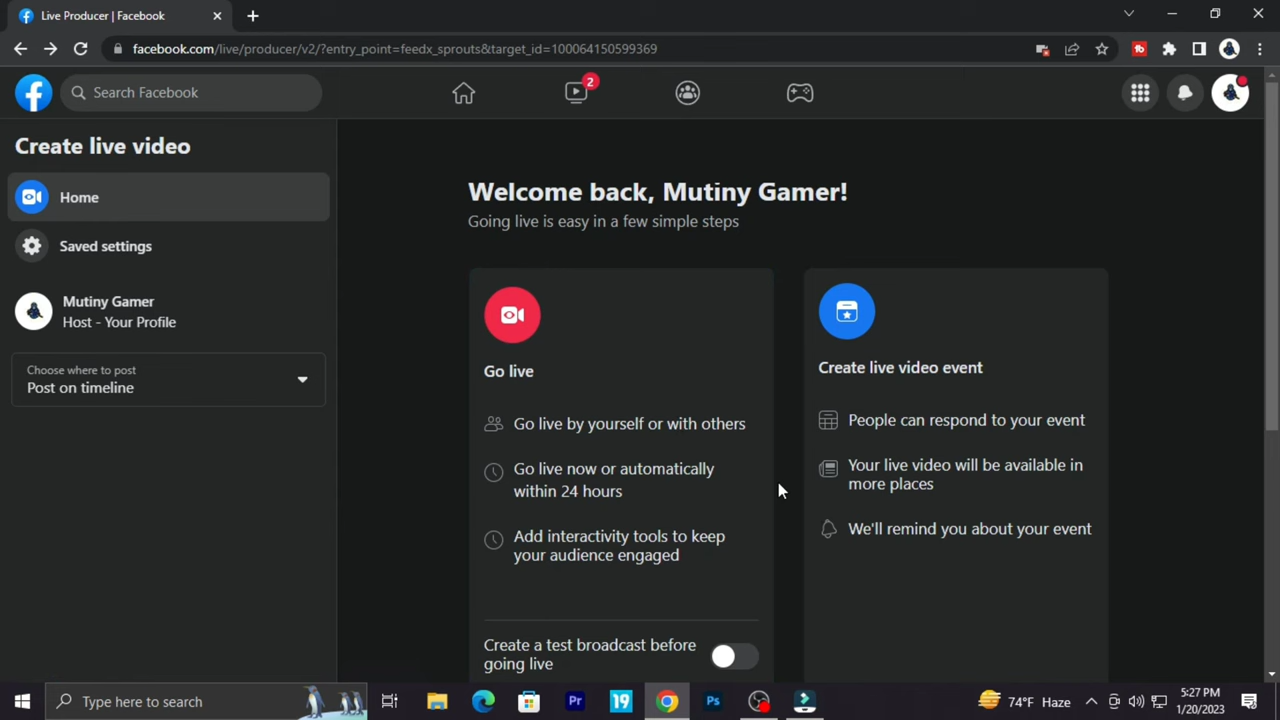 Live Producer | Facebook
facebook.com/live/producer/v2/?entry_point=feedx_sprouts&target_id=100064150599369
Search Facebook
2
Create live video
Home
Saved settings
Mutiny Gamer
Host - Your Profile
Choose where to post
Post on timeline
Welcome back, Mutiny Gamer!
Going live is easy in a few simple steps
Go live
Go live by yourself or with others
Go live now or automatically
within 24 hours
Add interactivity tools to keep
your audience engaged
Create a test broadcast before
going live
Create live video event
People can respond to your event
Your live video will be available in
more places
We'll remind you about your event
Type here to search
Pr
19
Ps
74°F Haze
5:27 PM
1/20/2023